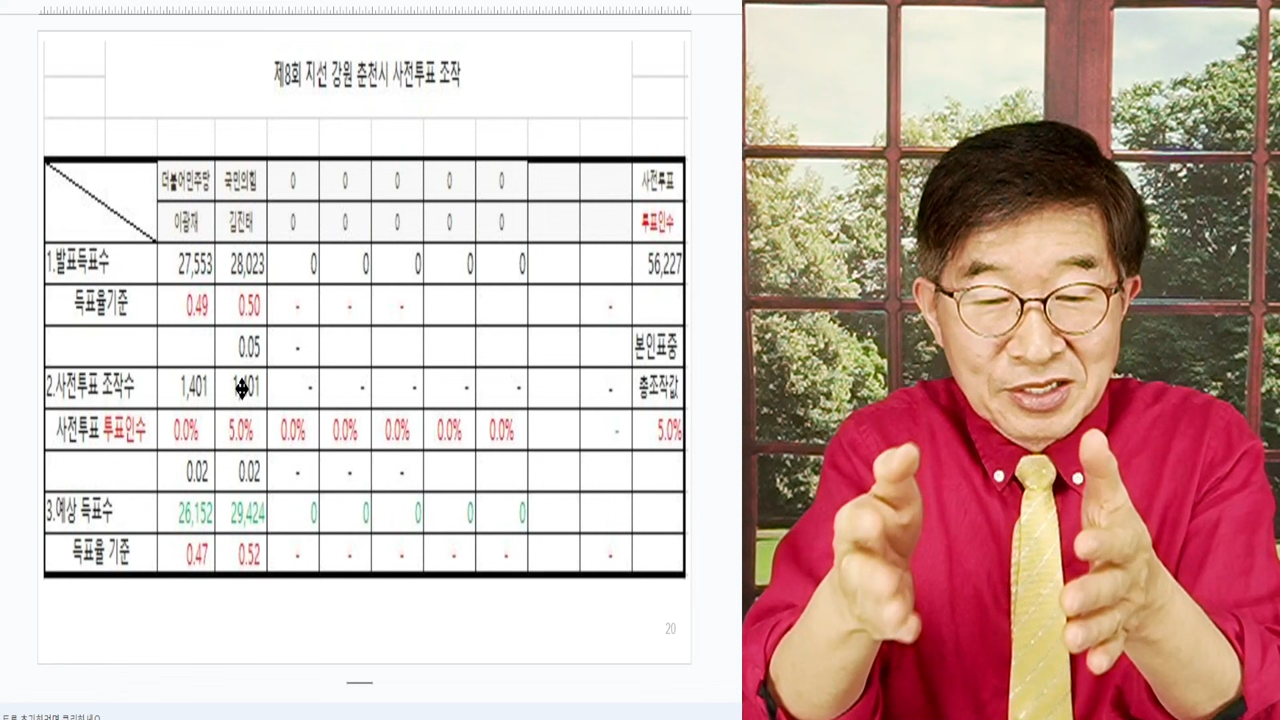 제8회 지선 강원 춘천시 사전투표 조작
더불어민주당 국민의힘 0 0 0 0 0 사전투표
이광재 김진태 0 0 0 0 0 투표인수
1.발표득표수 27,553 28,023 0 0 0 0 0 56,227
득표율기준 0.49 0.50 - - - -
0.05 - 본인표중
2.사전투표 조작수 1,401 1,401 - - - - - - 총조작값
사전투표 투표인수 0.0% 5.0% 0.0% 0.0% 0.0% 0.0% 0.0% - 5.0%
0.02 0.02 - - -
3.예상 득표수 26,152 29,424 0 0 0 0 0
득표율 기준 0.47 0.52 - - - - - -
20